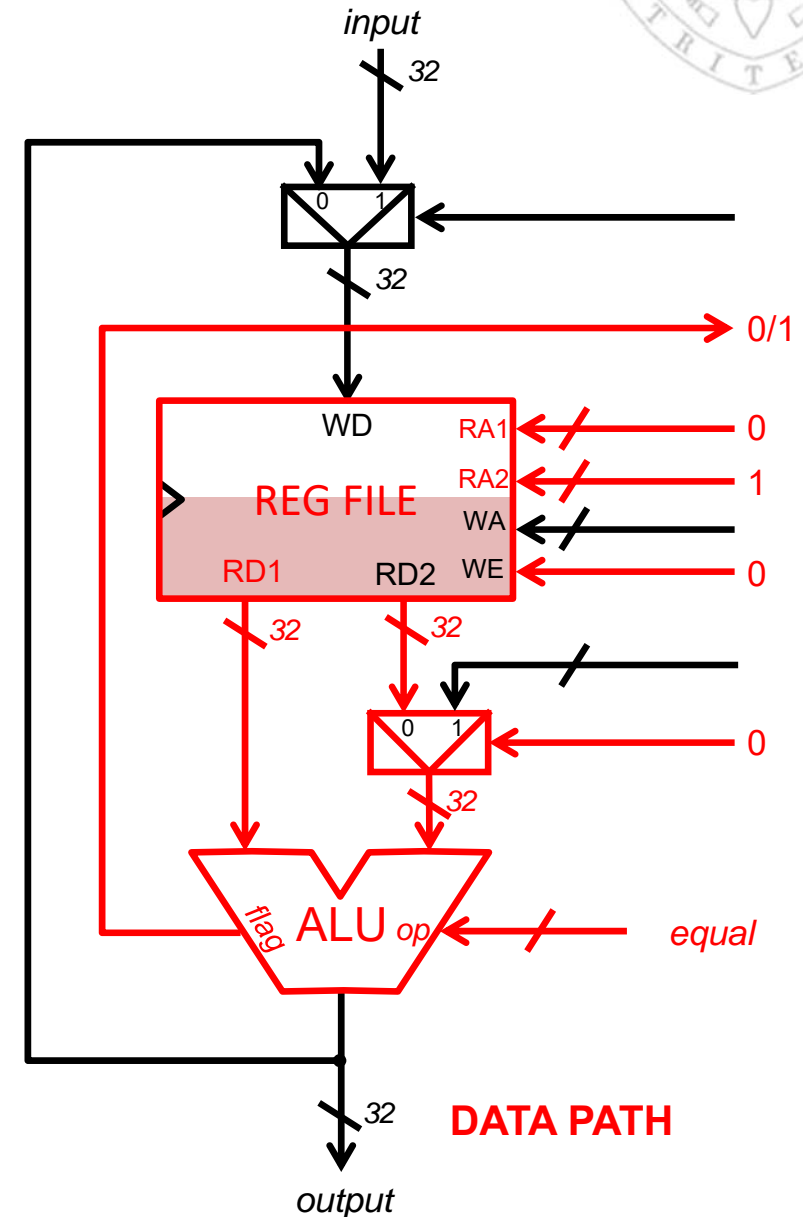 input
32
0 1
32
0/1
WD
RA1
0
RA2
1
REG FILE
WA
RD1
RD2
WE
0
32
32
0 1
0
32
flag
ALU
op
equal
32
DATA PATH
output
T R I T E